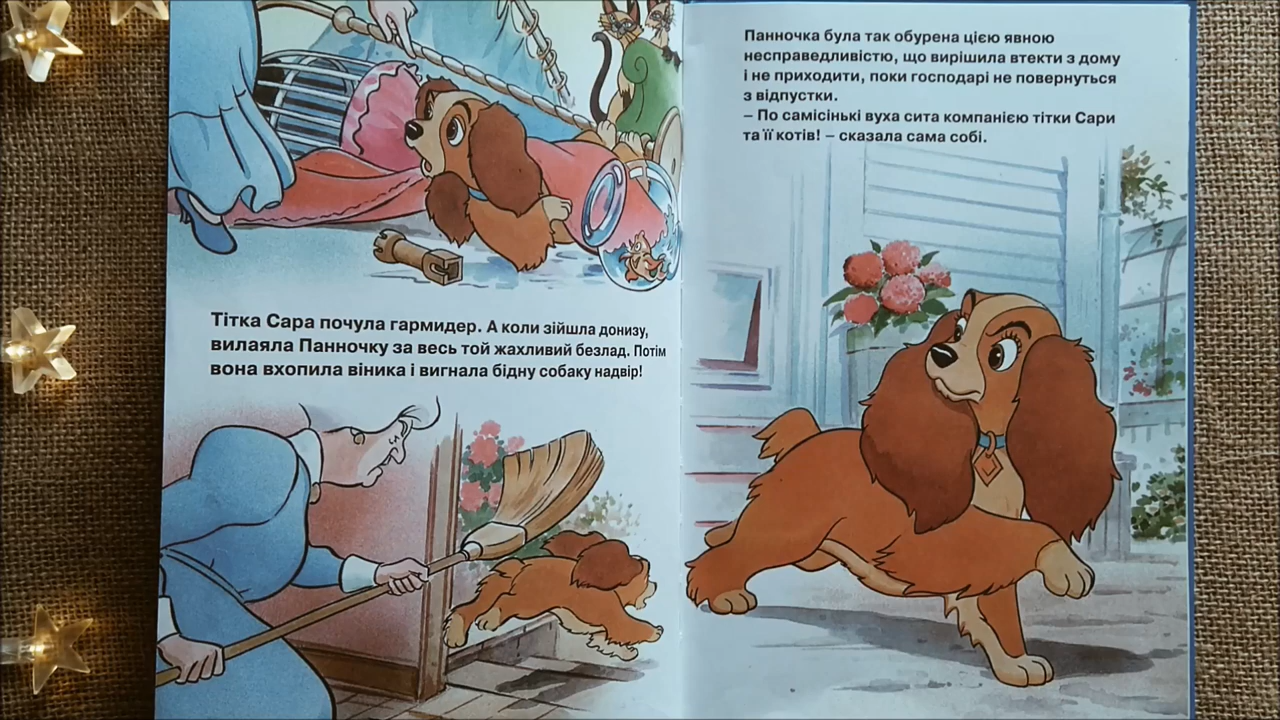 Тітка Сара почула гармидер. А коли зійшла донизу,
вилаяла Панночку за весь той жахливий безлад. Потім
вона вхопила віника і вигнала бідну собаку надвір!
Панночка була так обурена цією явною
несправедливістю, що вирішила втекти з дому
і не приходити, поки господарі не повернуться
з відпустки.
– По самісінькі вуха сита компанією тітки Сари
та її котів! – сказала сама собі.